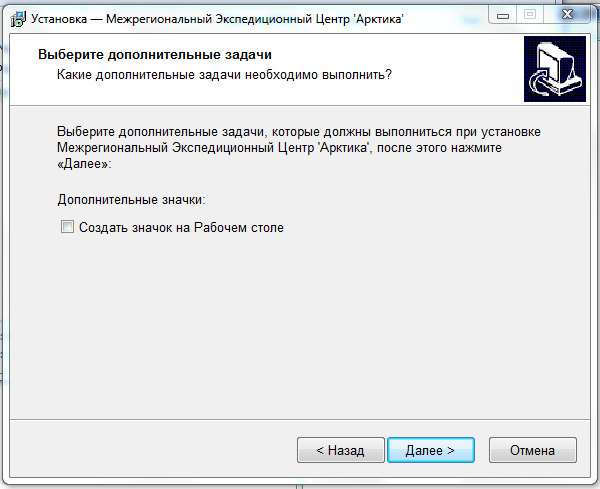 Установка — Межрегиональный Экспедиционный Центр 'Арктика'
Выберите дополнительные задачи
Какие дополнительные задачи необходимо выполнить?
Выберите дополнительные задачи, которые должны выполниться при установке
Межрегиональный Экспедиционный Центр 'Арктика', после этого нажмите
«Далее»:
Дополнительные значки:
Создать значок на Рабочем столе
< Назад
Далее >
Отмена